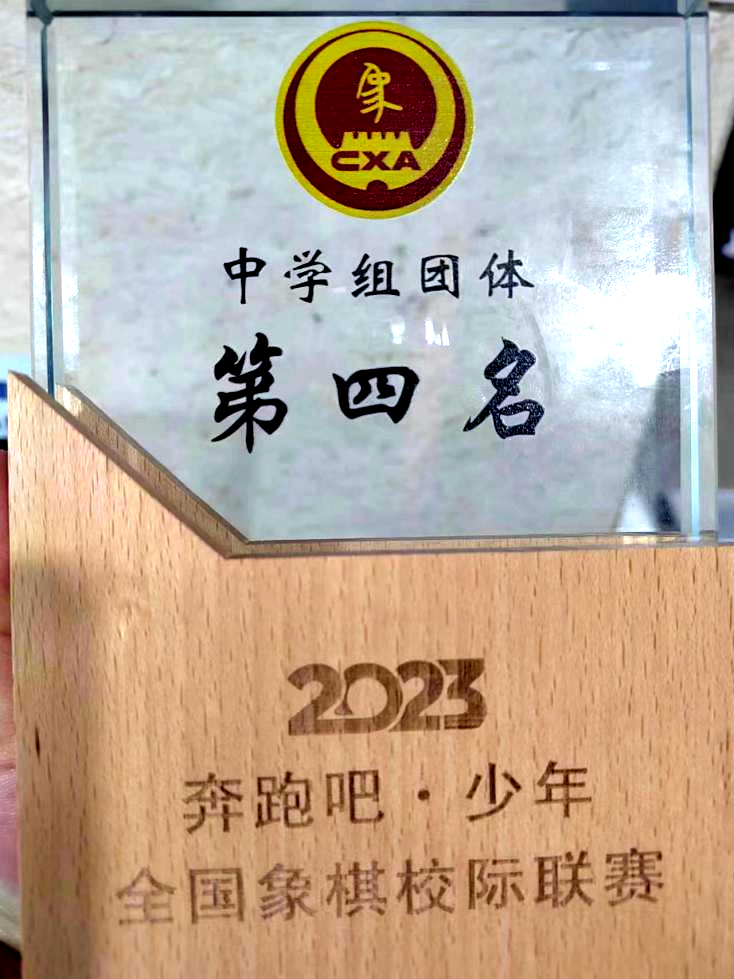 象
CXA
中学组团体
第四名
2023
奔跑吧·少年
全国象棋校际联赛